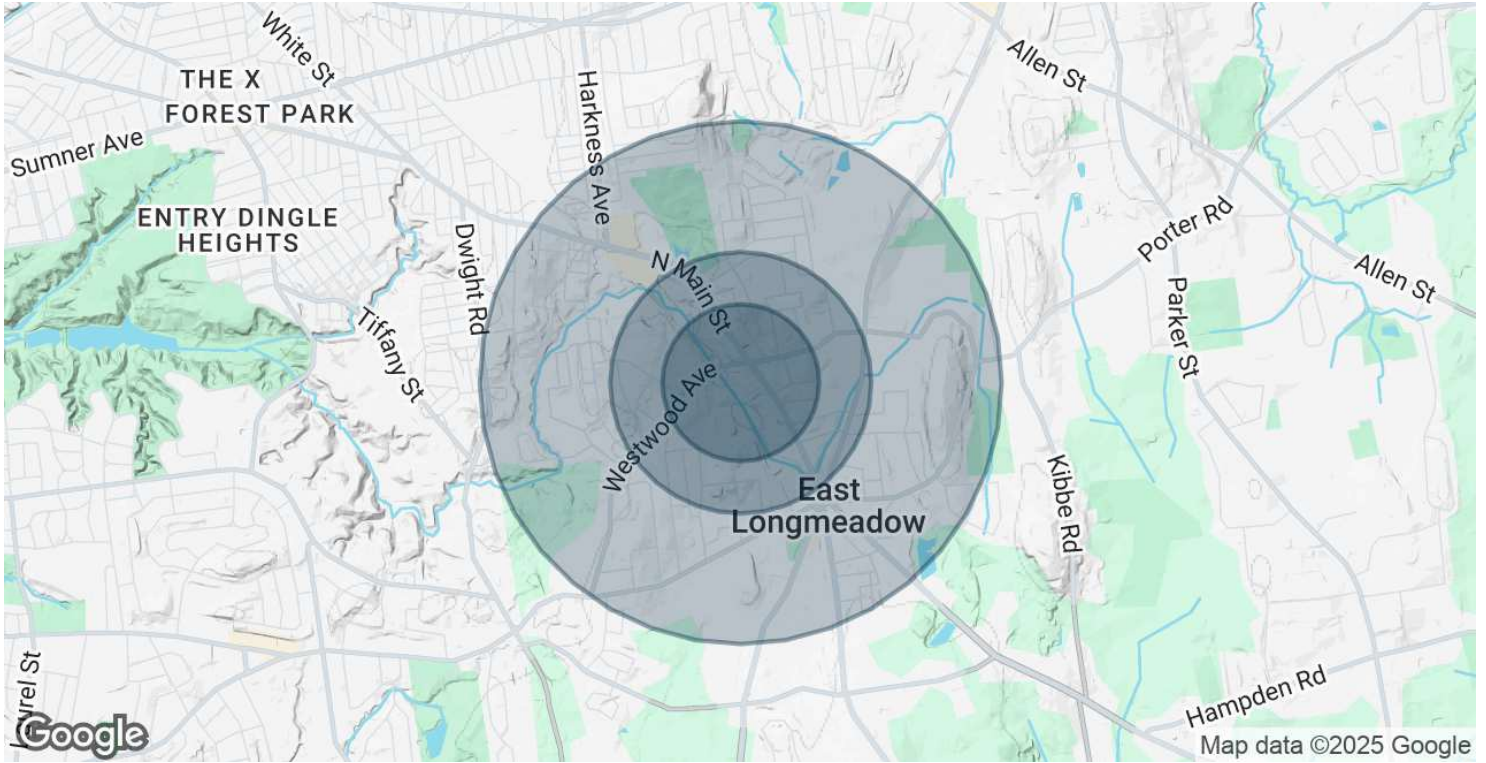 White St
Allen St
THE X
FOREST PARK
Harkness Ave
Sumner Ave
ENTRY DINGLE
HEIGHTS
Dwight Rd
N Main St
Porter Rd
Allen St
Tiffany St
Parker St
Westwood Ave
East
Longmeadow
Kibbe Rd
Hampden Rd
Google
Map data ©2025 Google